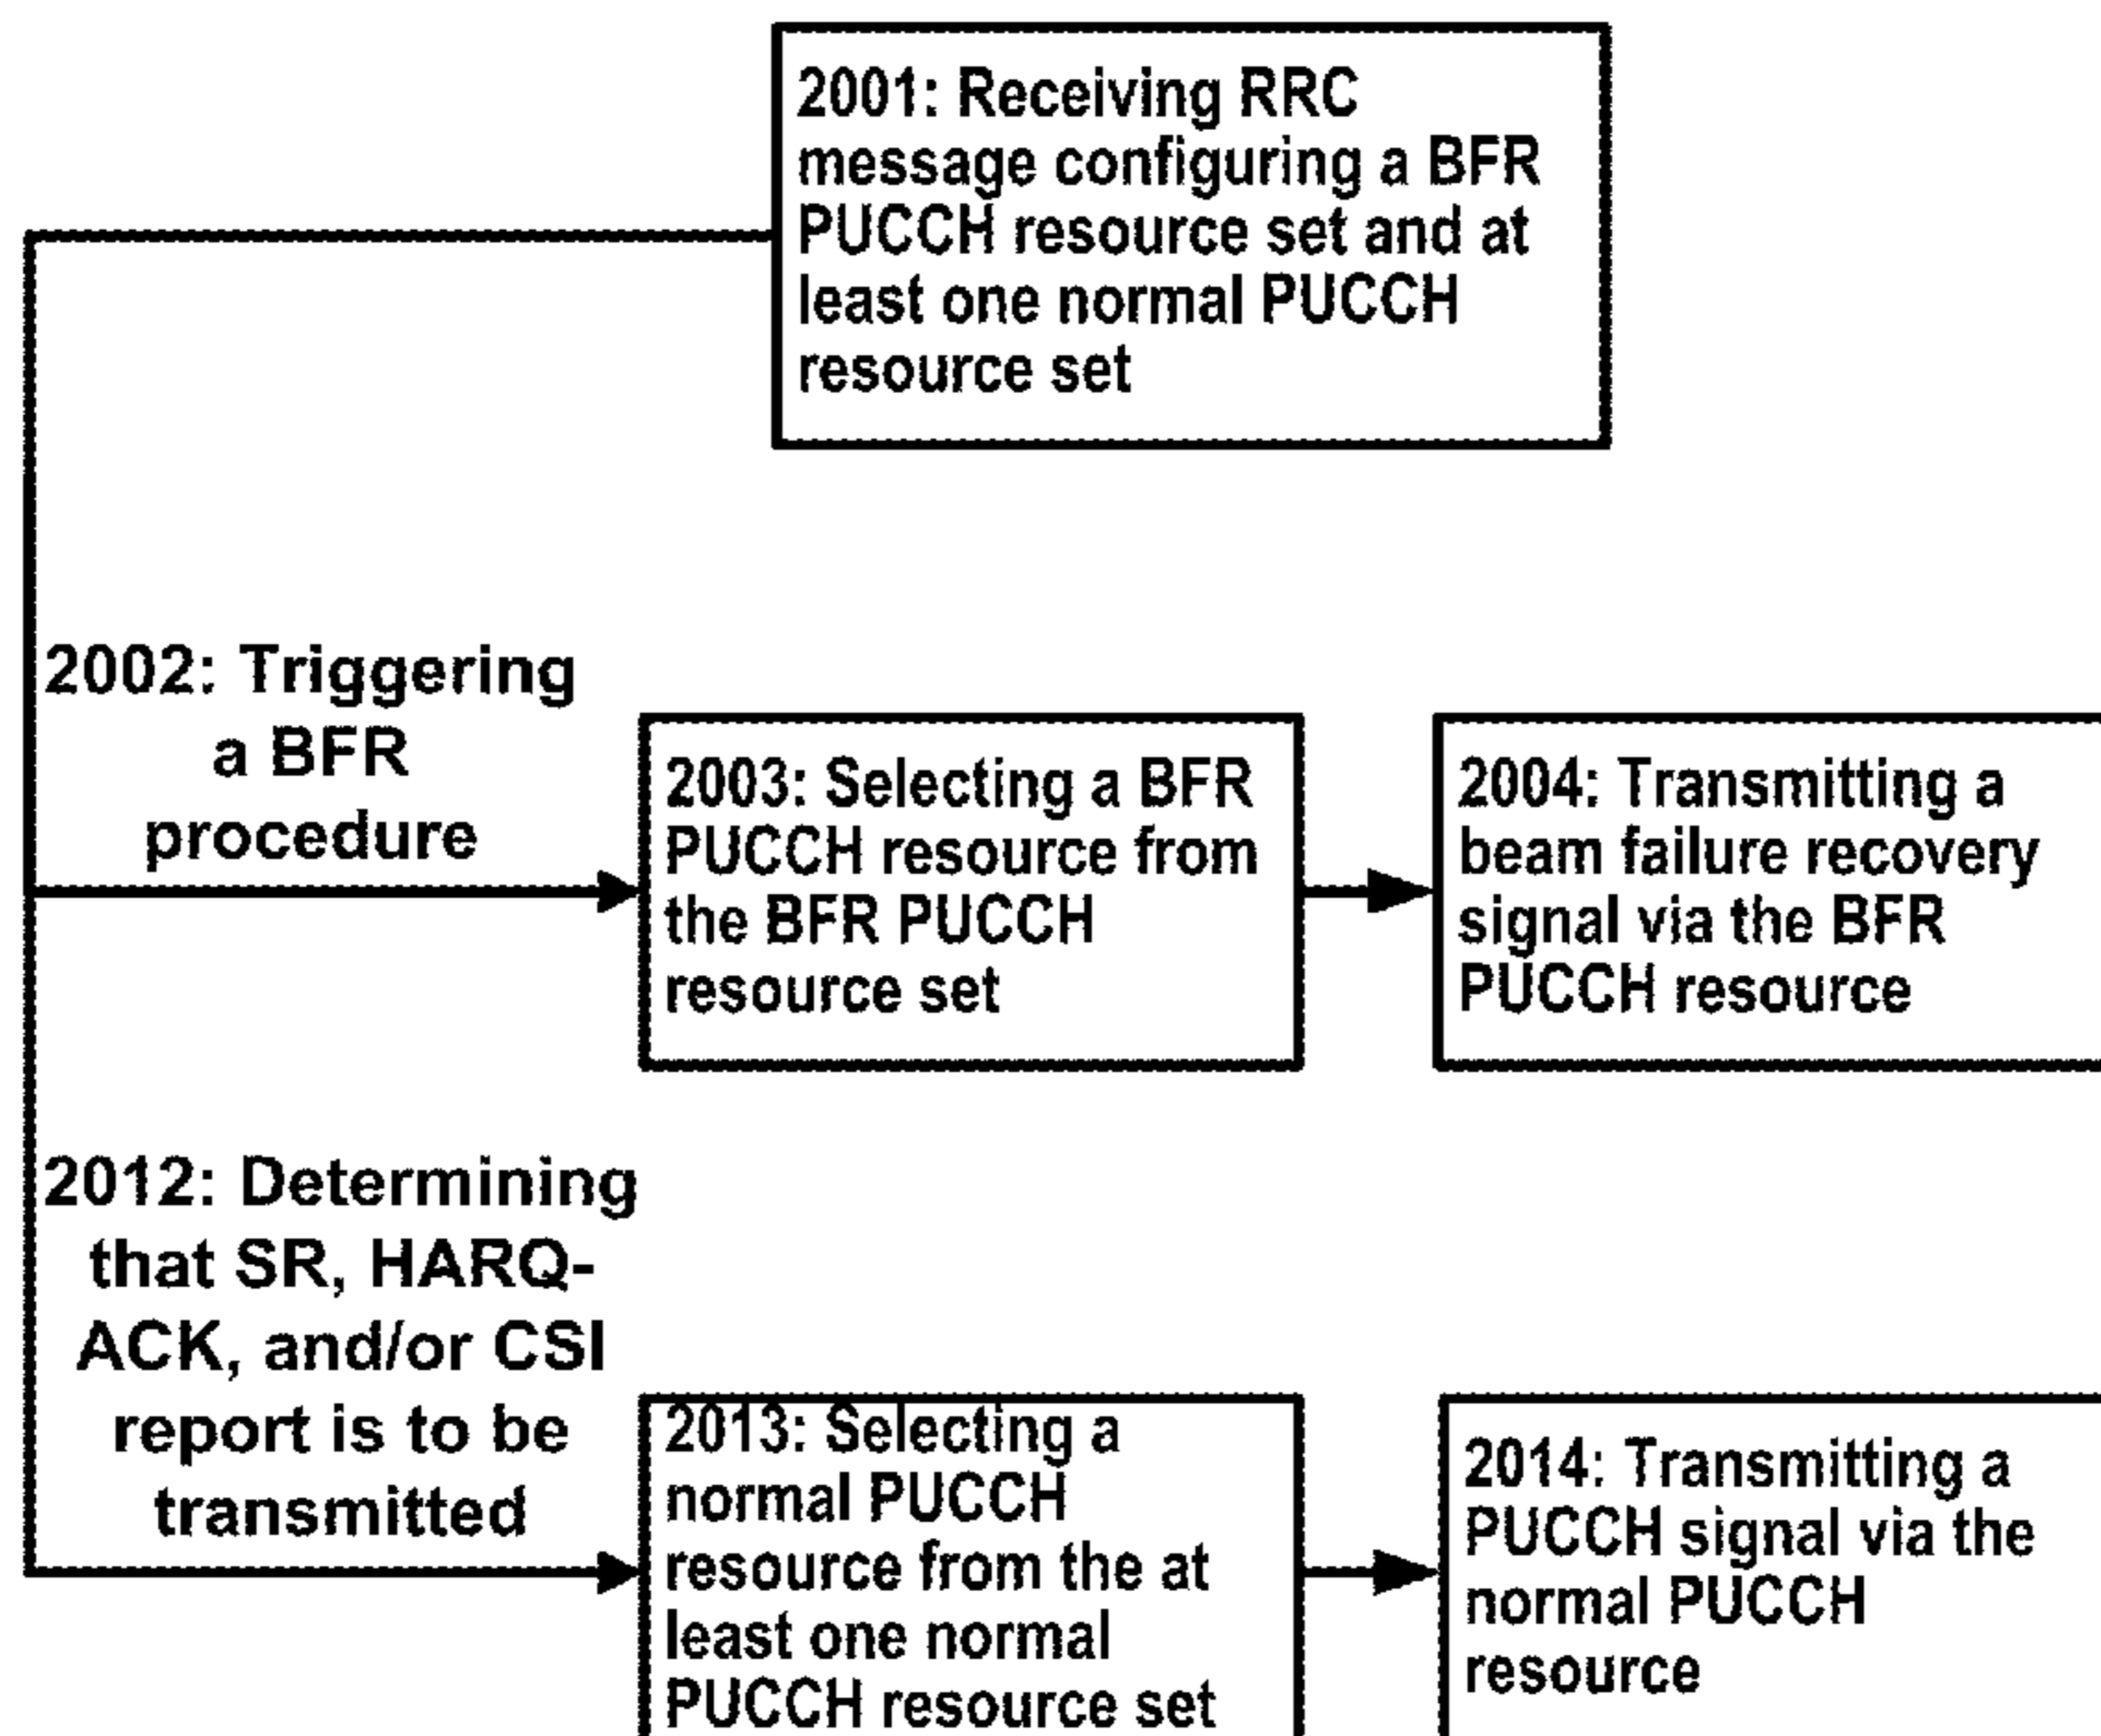 2001: Receiving RRC
message configuring a BFR
PUCCH resource set and at
least one normal PUCCH
resource set
2002: Triggering
a BFR
procedure
2003: Selecting a BFR
PUCCH resource from
the BFR PUCCH
resource set
2004: Transmitting a
beam failure recovery
signal via the BFR
PUCCH resource
2012: Determining
that SR, HARQ-
ACK, and/or CSI
report is to be
transmitted
2013: Selecting a
normal PUCCH
resource from the at
least one normal
PUCCH resource set
2014: Transmitting a
PUCCH signal via the
normal PUCCH
resource